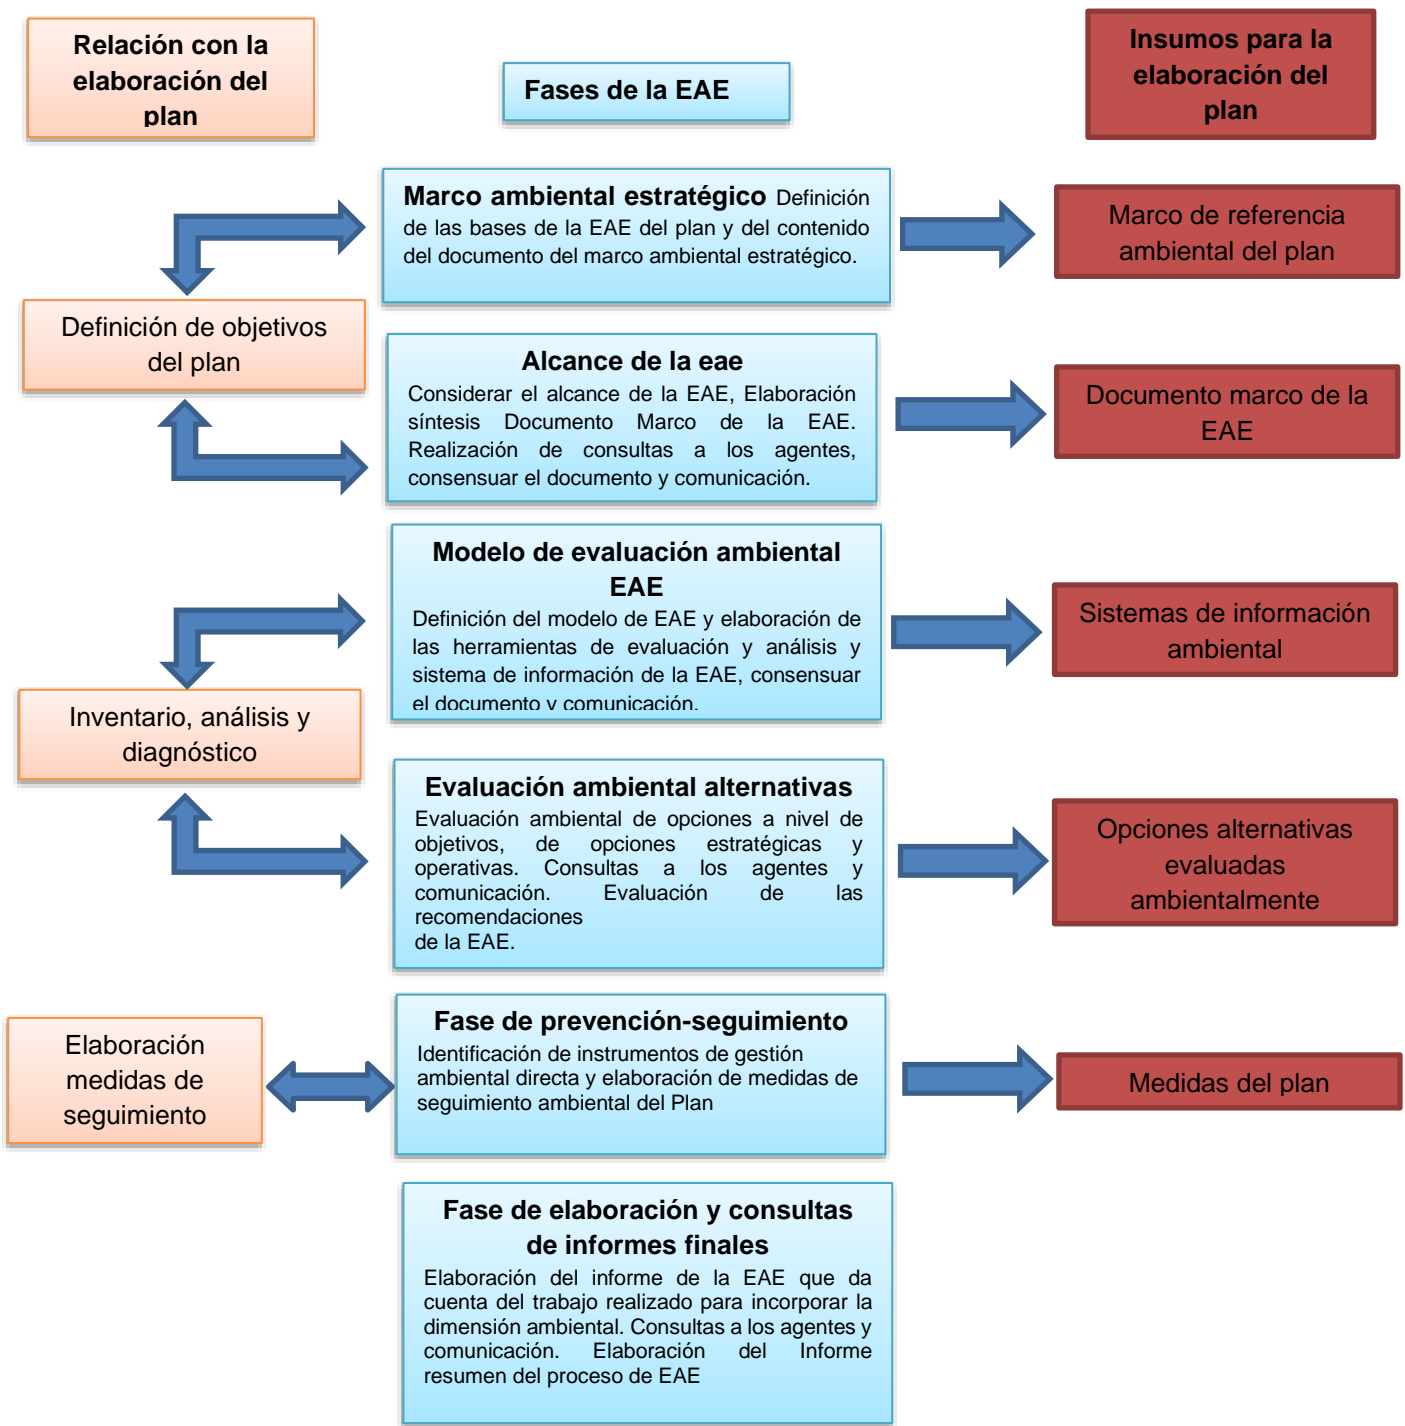 Relación con la
elaboración del
plan
Fases de la EAE
Insumos para la
elaboración del
plan
Marco ambiental estratégico Definición
de las bases de la EAE del plan y del contenido
del documento del marco ambiental estratégico.
Marco de referencia
ambiental del plan
Definición de objetivos
del plan
Alcance de la eae
Considerar el alcance de la EAE, Elaboración
síntesis Documento Marco de la EAE.
Realización de consultas a los agentes,
consensuar el documento y comunicación.
Documento marco de la
EAE
Modelo de evaluación ambiental
EAE
Definición del modelo de EAE y elaboración de
las herramientas de evaluación y análisis y
sistema de información de la EAE, consensuar
el documento y comunicación.
Sistemas de información
ambiental
Inventario, análisis y
diagnóstico
Evaluación ambiental alternativas
Evaluación ambiental de opciones a nivel de
objetivos, de opciones estratégicas y
operativas. Consultas a los agentes y
comunicación. Evaluación de las
recomendaciones
de la EAE.
Opciones alternativas
evaluadas
ambientalmente
Elaboración
medidas de
seguimiento
Fase de prevención-seguimiento
Identificación de instrumentos de gestión
ambiental directa y elaboración de medidas de
seguimiento ambiental del Plan
Medidas del plan
Fase de elaboración y consultas
de informes finales
Elaboración del informe de la EAE que da
cuenta del trabajo realizado para incorporar la
dimensión ambiental. Consultas a los agentes y
comunicación. Elaboración del Informe
resumen del proceso de EAE